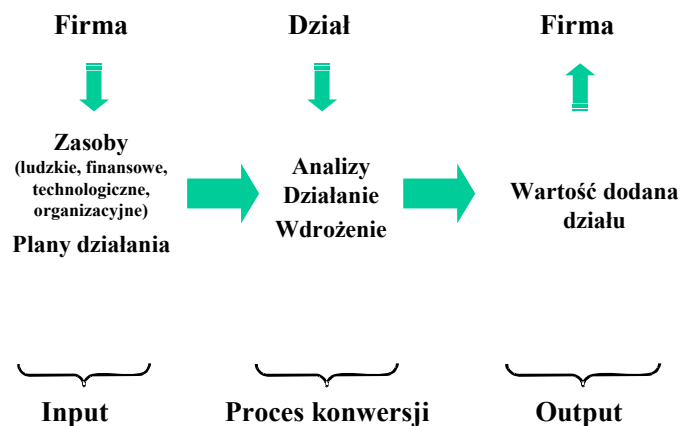 Firma
Dział
Firma
Zasoby
(ludzkie, finansowe,
technologiczne,
organizacyjne)
Plany działania
Analizy
Działanie
Wdrożenie
Wartość dodana
działu
Input
Proces konwersji
Output